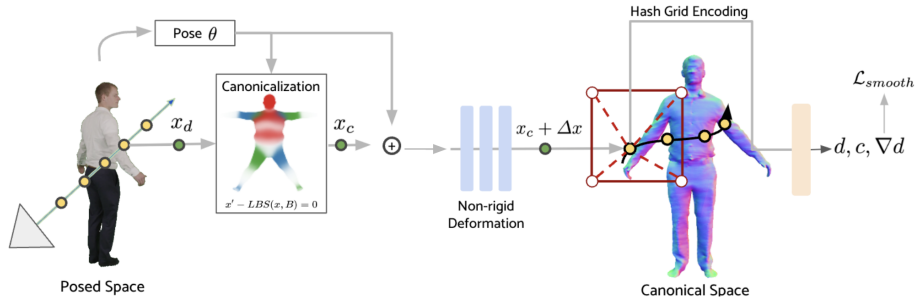 Hash Grid Encoding
Pose θ
Canonicalization
x_d
x_c
x' − LBS(x, B) = 0
+
x_c + Δx
Non-rigid
Deformation
ℒ_smooth
d, c, ∇d
Posed Space
Canonical Space